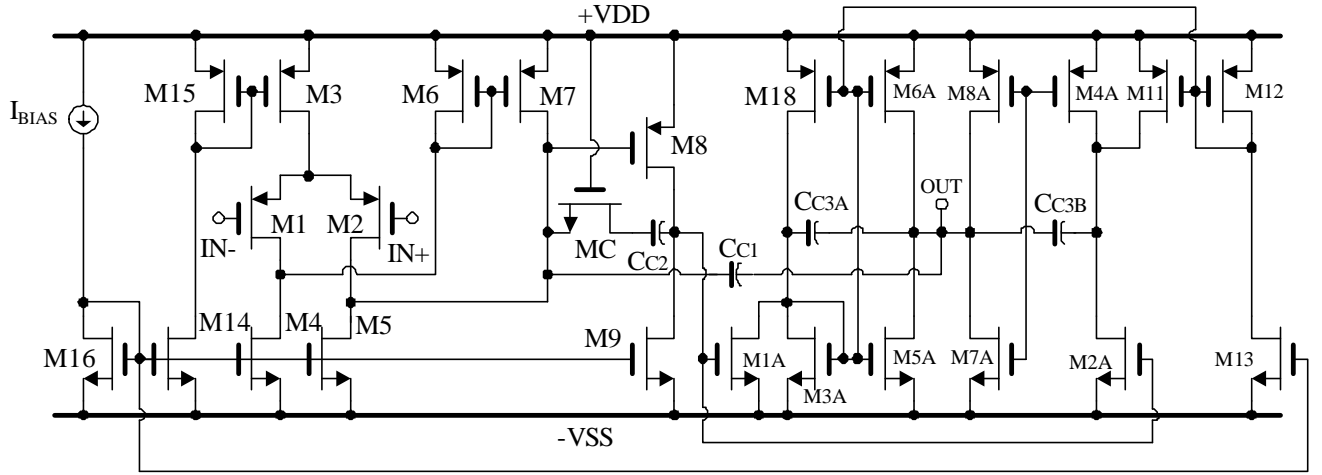 +VDD
M15
M3
M6
M7
M18
M6A
M8A
M4A
M11
M12
IBIAS
M8
M1
M2
IN-
IN+
MC
CC2
CC1
CC3A
OUT
CC3B
M16
M14
M4
M5
M9
M1A
M3A
M5A
M7A
M2A
M13
-VSS